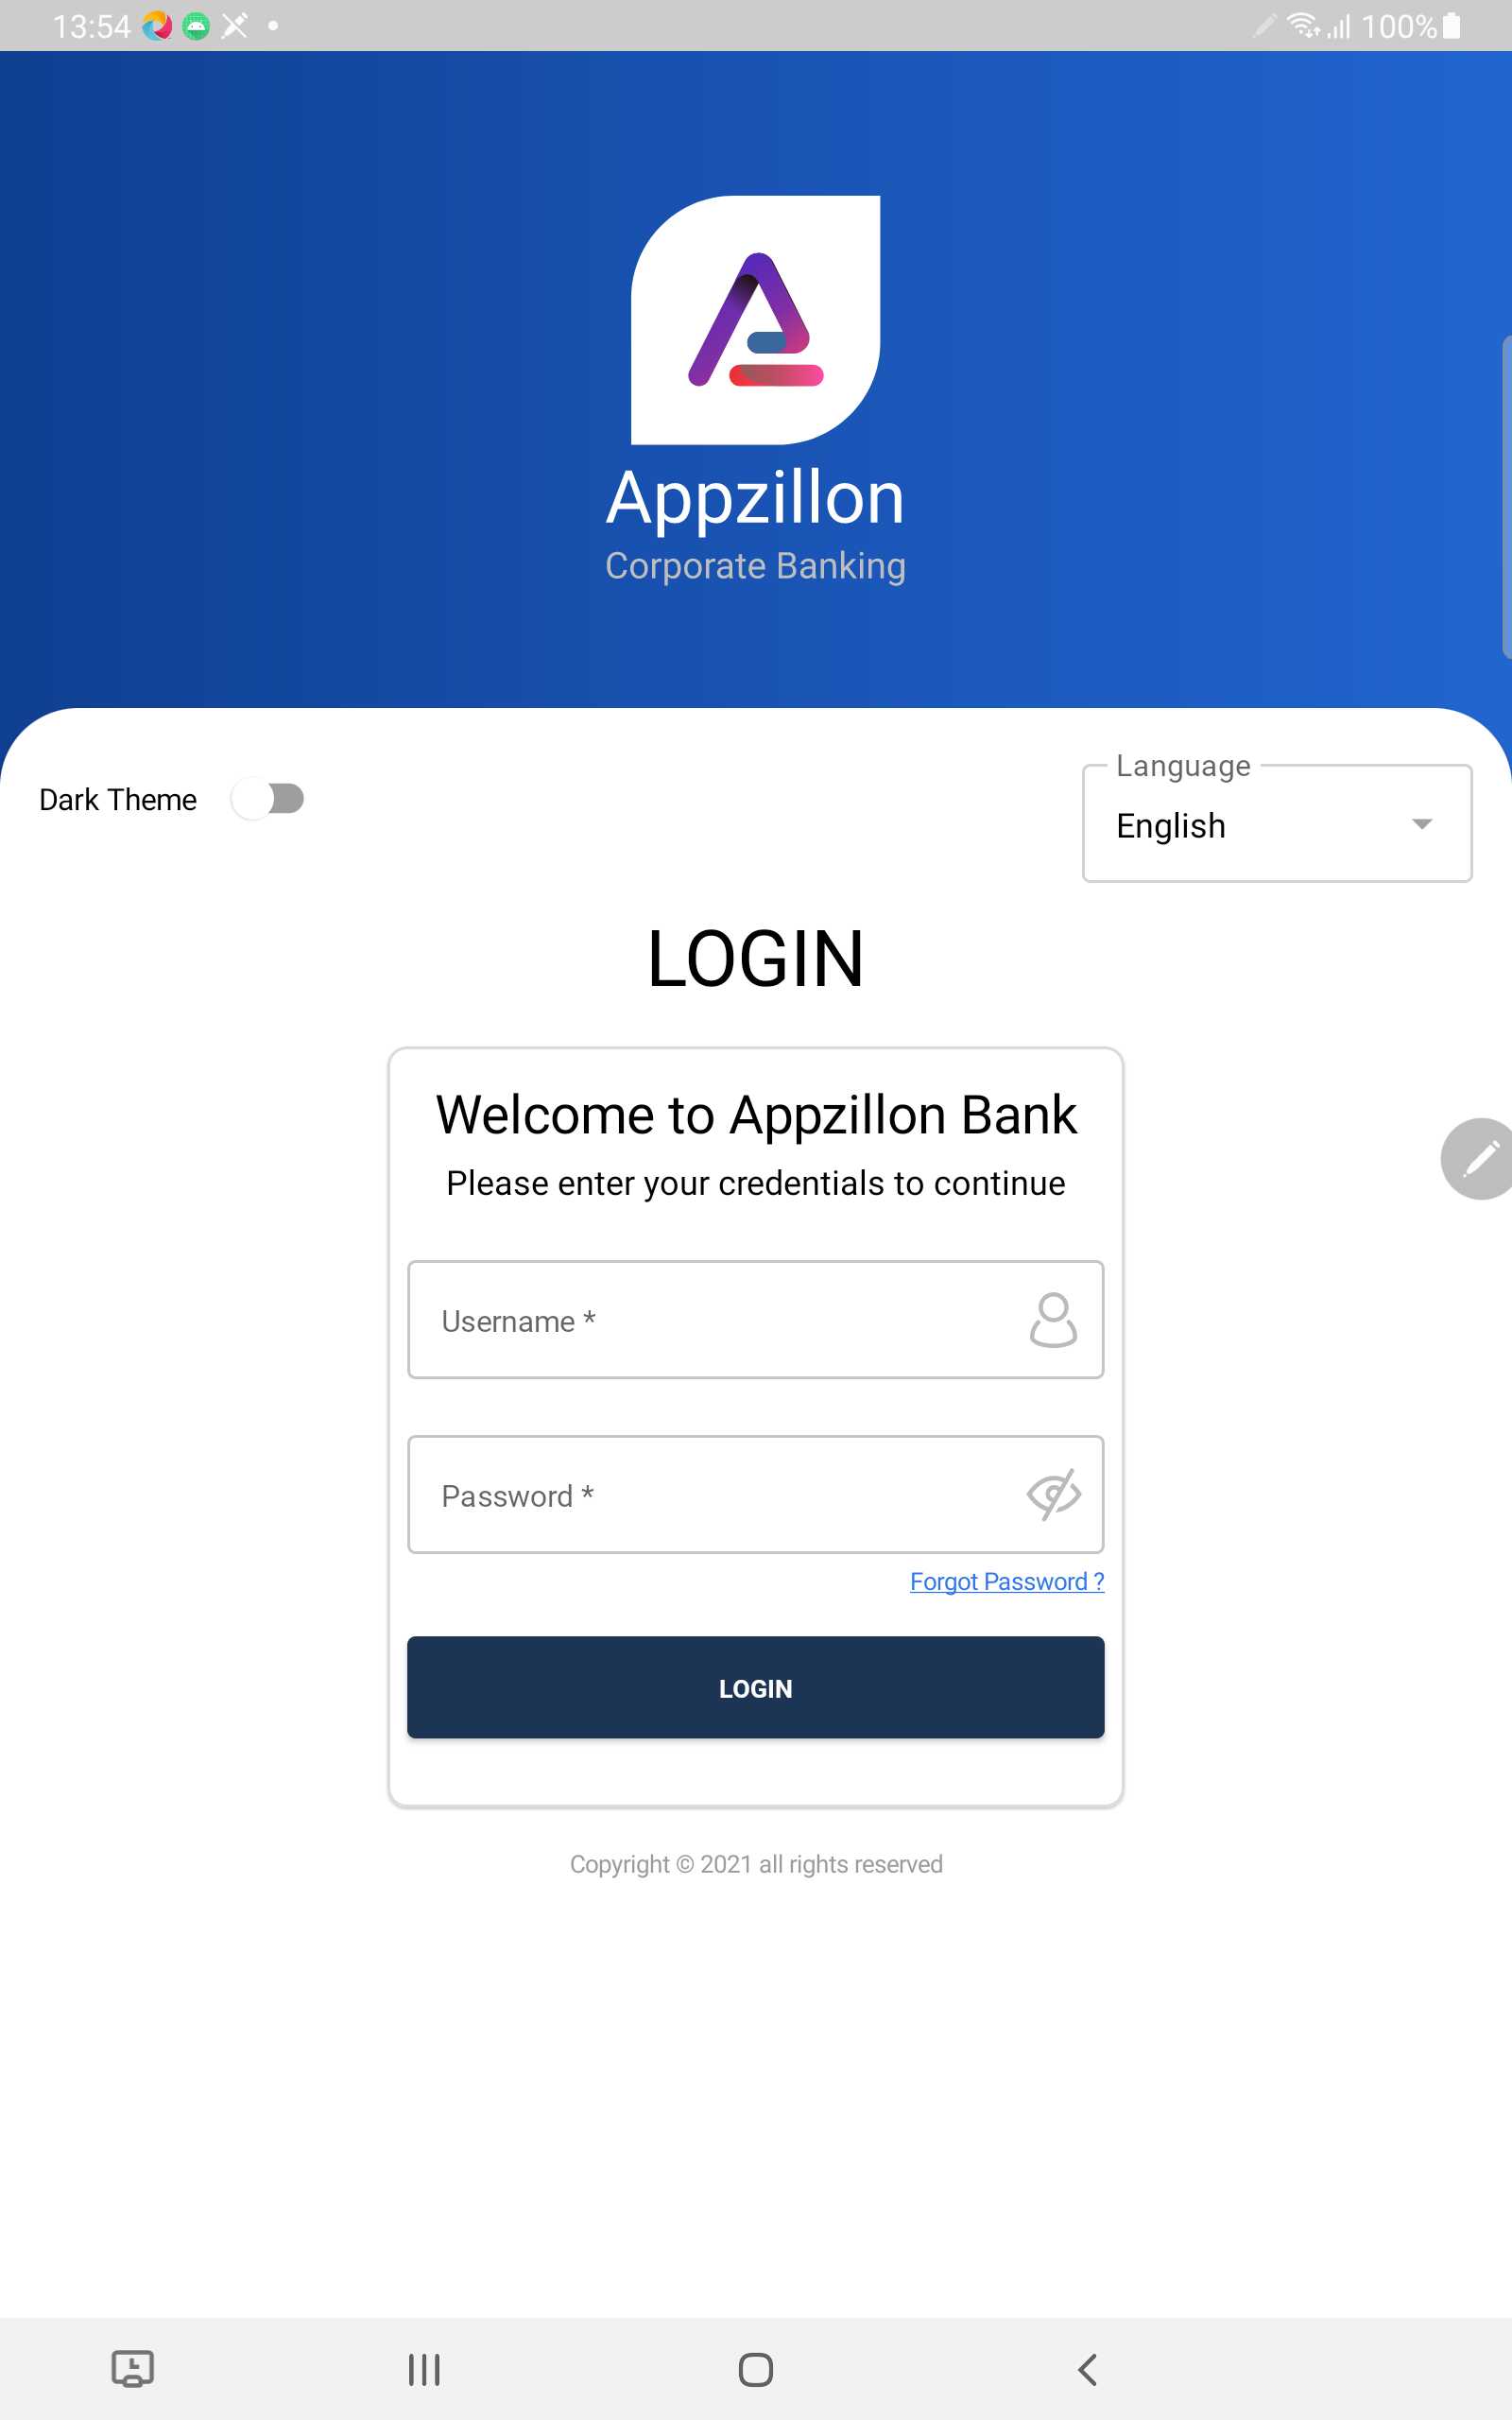 13:54
100%
Appzillon
Corporate Banking
Dark Theme
Language
English
LOGIN
Welcome to Appzillon Bank
Please enter your credentials to continue
Username *
Password *
Forgot Password ?
LOGIN
Copyright © 2021 all rights reserved